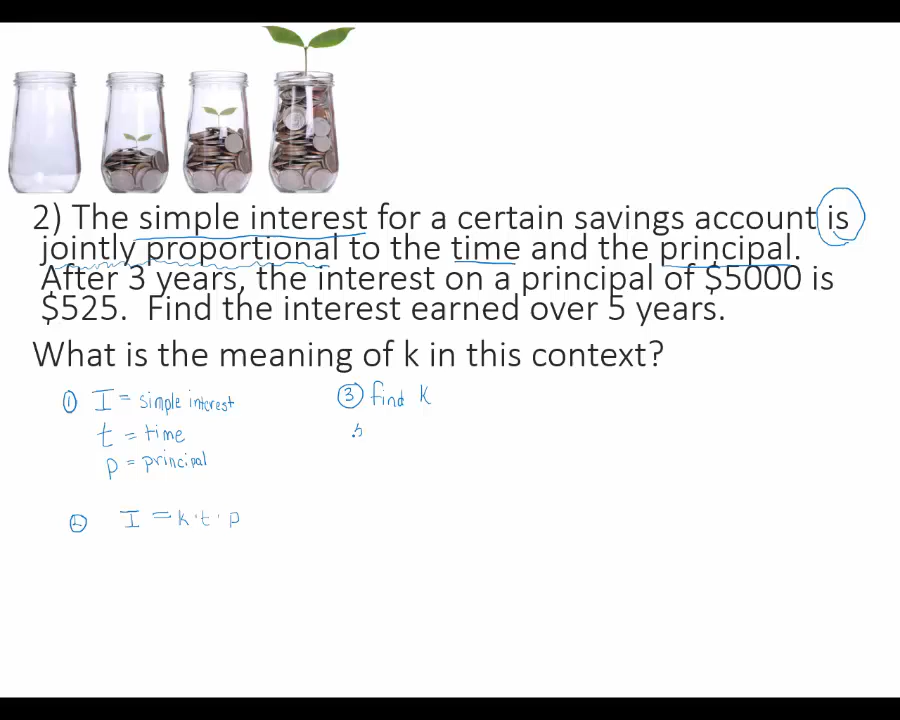 2) The simple interest for a certain savings account is
jointly proportional to the time and the principal.
After 3 years, the interest on a principal of $5000 is
$525. Find the interest earned over 5 years.
What is the meaning of k in this context?
① I = simple interest
t = time
p = principal
② I = k·t·p
③ find K